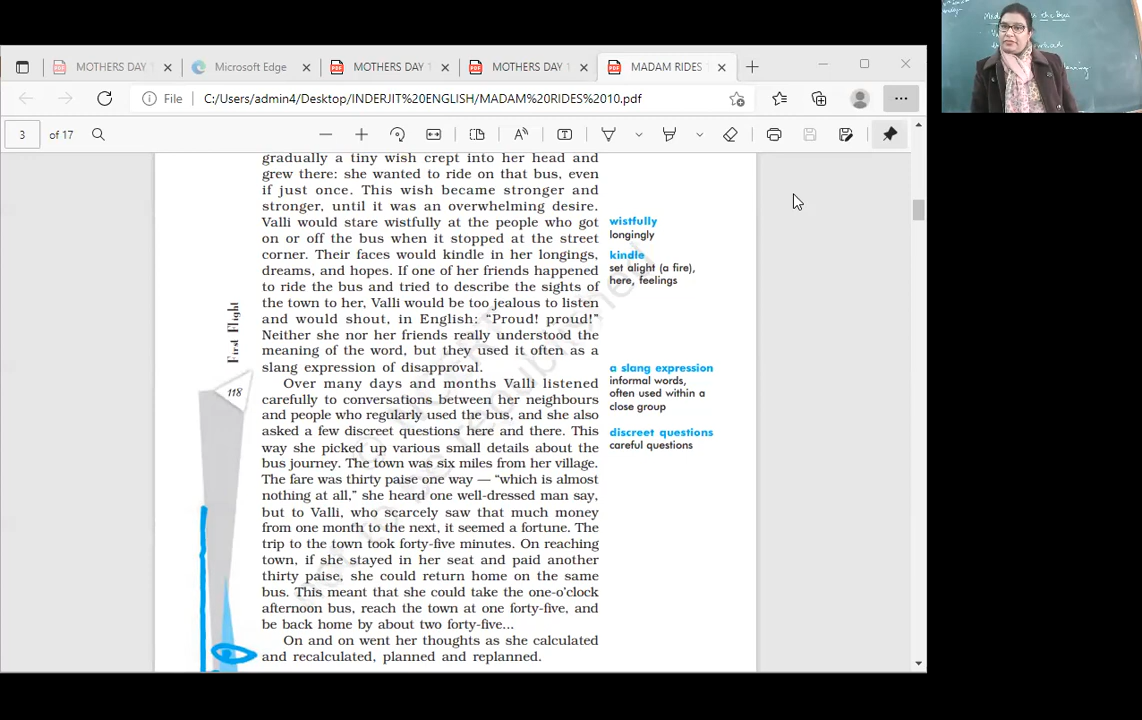 MOTHERS DAY 1
Microsoft Edge
MOTHERS DAY 1
MOTHERS DAY 1
MADAM RIDES
File
C:/Users/admin4/Desktop/INDERJIT%20ENGLISH/MADAM%20RIDES%2010.pdf
3 of 17
gradually a tiny wish crept into her head and
grew there: she wanted to ride on that bus, even
if just once. This wish became stronger and
stronger, until it was an overwhelming desire.
Valli would stare wistfully at the people who got
on or off the bus when it stopped at the street
corner. Their faces would kindle in her longings,
dreams, and hopes. If one of her friends happened
to ride the bus and tried to describe the sights of
the town to her, Valli would be too jealous to listen
and would shout, in English: “Proud! proud!”
Neither she nor her friends really understood the
meaning of the word, but they used it often as a
slang expression of disapproval.
Over many days and months Valli listened
carefully to conversations between her neighbours
and people who regularly used the bus, and she also
asked a few discreet questions here and there. This
way she picked up various small details about the
bus journey. The town was six miles from her village.
The fare was thirty paise one way — “which is almost
nothing at all,” she heard one well-dressed man say,
but to Valli, who scarcely saw that much money
from one month to the next, it seemed a fortune. The
trip to the town took forty-five minutes. On reaching
town, if she stayed in her seat and paid another
thirty paise, she could return home on the same
bus. This meant that she could take the one-o’clock
afternoon bus, reach the town at one forty-five, and
be back home by about two forty-five...
On and on went her thoughts as she calculated
and recalculated, planned and replanned.
wistfully
longingly
kindle
set alight (a fire),
here, feelings
a slang expression
informal words,
often used within a
close group
discreet questions
careful questions
First Flight
118
not to be republished